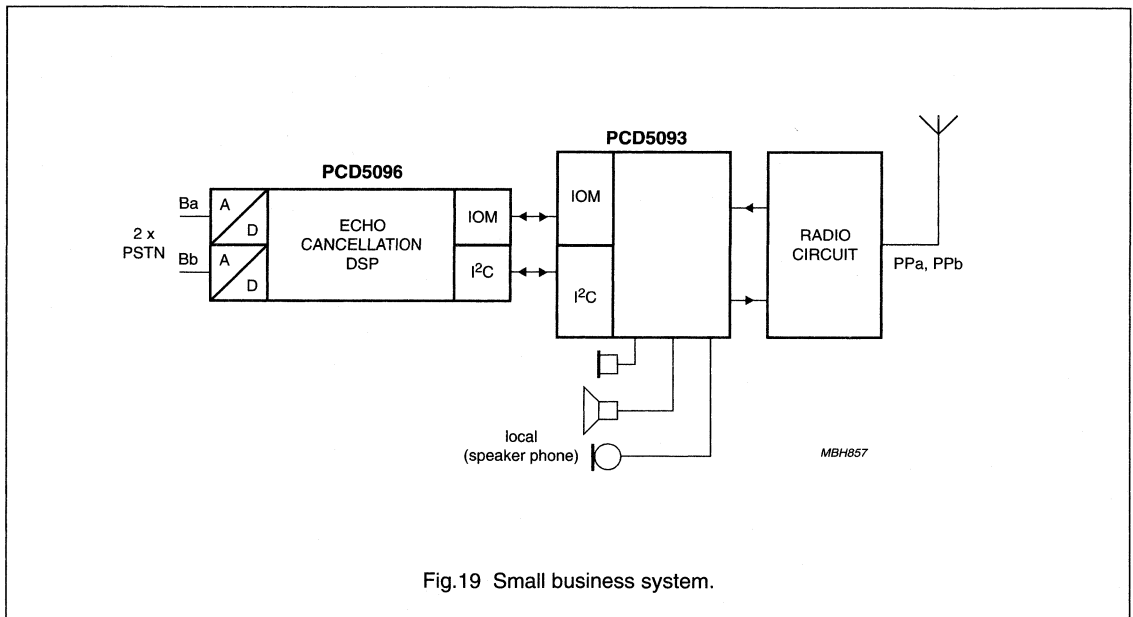 PCD5093
PCD5096
Ba
A
D
2 x
PSTN
Bb
A
D
ECHO
CANCELLATION
DSP
IOM
I²C
IOM
I²C
RADIO
CIRCUIT
PPa, PPb
local
(speaker phone)
MBH857
Fig.19 Small business system.